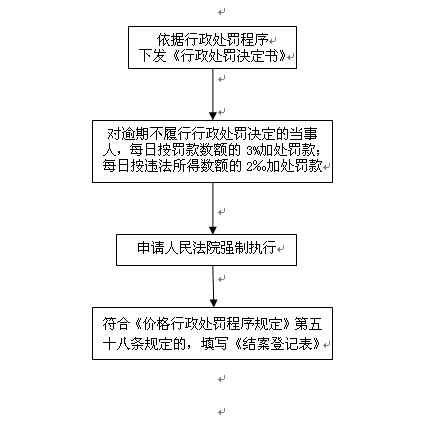 依据行政处罚程序
下发《行政处罚决定书》
对逾期不履行行政处罚决定的当事
人，每日按罚款数额的 3%加处罚款；
每日按违法所得数额的 2‰加处罚款
申请人民法院强制执行
符合《价格行政处罚程序规定》第五
十八条规定的，填写《结案登记表》